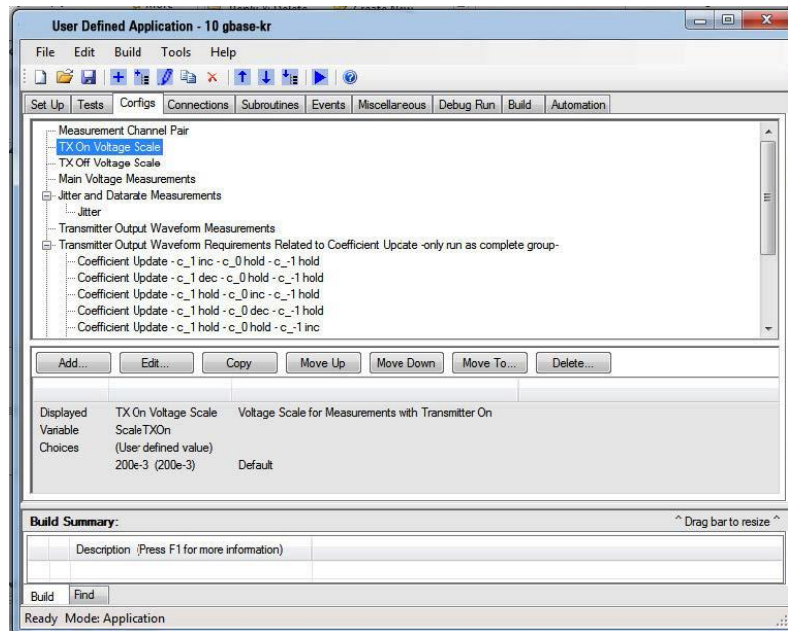 User Defined Application - 10 gbase-kr
File Edit Build Tools Help
Set Up Tests Configs Connections Subroutines Events Miscellaneous Debug Run Build Automation
Measurement Channel Pair
TX On Voltage Scale
TX Off Voltage Scale
Main Voltage Measurements
Jitter and Datarate Measurements
Jitter
Transmitter Output Waveform Measurements
Transmitter Output Waveform Requirements Related to Coefficient Upcate -only run as complete group-
Coefficient Update - c_1 inc - c_0 hold - c_-1 hold
Coefficient Update - c_1 dec - c_0 hold - c_-1 hold
Coefficient Update - c_1 hold - c_0 inc - c_-1 hold
Coefficient Update - c_1 hold - c_0 dec - c_-1 hold
Coefficient Update - c_1 hold - c_0 hold - c_-1 inc
Add... Edit... Copy Move Up Move Down Move To... Delete...
Displayed TX On Voltage Scale Voltage Scale for Measurements with Transmitter On
Variable ScaleTXOn
Choices (User defined value)
200e-3 (200e-3) Default
Build Summary: ^ Drag bar to resize ^
Description (Press F1 for more information)
Build Find
Ready Mode: Application